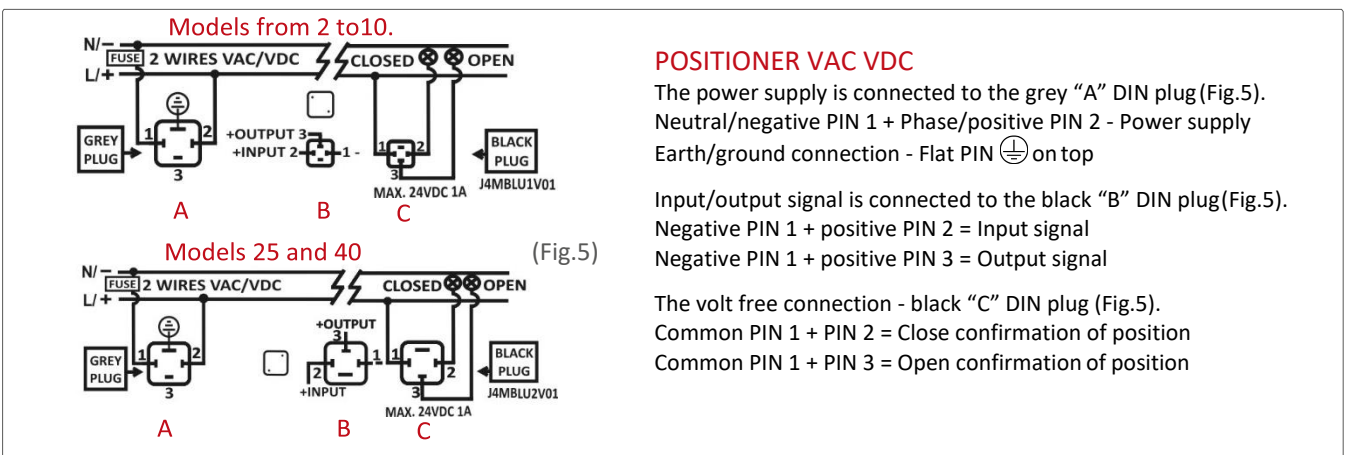 Models from 2 to10.
N/−
FUSE 2 WIRES VAC/VDC
CLOSED OPEN
L/+
GREY PLUG
1 2
3
+OUTPUT 3
+INPUT 2
1 -
1 2
3
BLACK PLUG
MAX. 24VDC 1A
J4MBLU1V01
A B C
Models 25 and 40
(Fig.5)
N/−
FUSE 2 WIRES VAC/VDC
CLOSED OPEN
L/+
GREY PLUG
1 2
3
+OUTPUT
3
2 1
+INPUT
1 2
3
BLACK PLUG
MAX. 24VDC 1A
J4MBLU2V01
A B C
POSITIONER VAC VDC
The power supply is connected to the grey “A” DIN plug(Fig.5).
Neutral/negative PIN 1 + Phase/positive PIN 2 - Power supply
Earth/ground connection - Flat PIN ⏚ on top
Input/output signal is connected to the black “B” DIN plug(Fig.5).
Negative PIN 1 + positive PIN 2 = Input signal
Negative PIN 1 + positive PIN 3 = Output signal
The volt free connection - black “C” DIN plug (Fig.5).
Common PIN 1 + PIN 2 = Close confirmation of position
Common PIN 1 + PIN 3 = Open confirmation of position